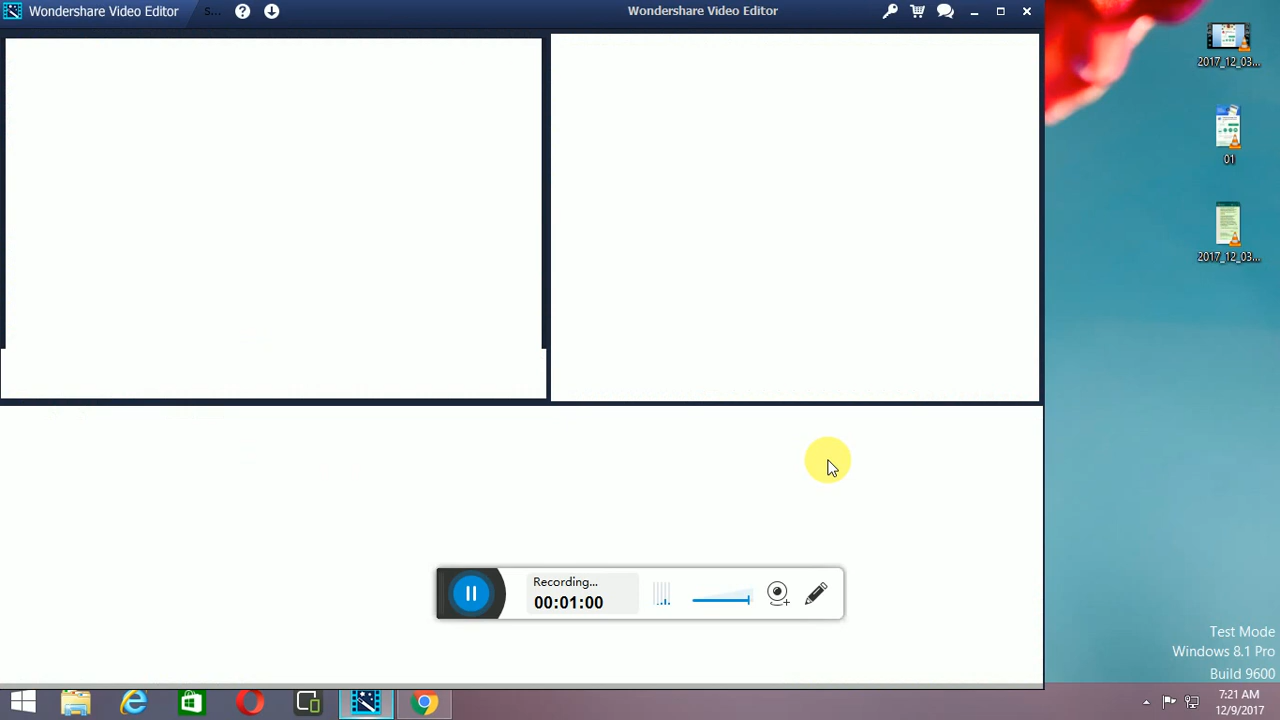 Wondershare Video Editor
S...
Wondershare Video Editor
2017_12_03...
01
2017_12_03...
Recording...
00:01:00
Test Mode
Windows 8.1 Pro
Build 9600
7:21 AM
12/9/2017